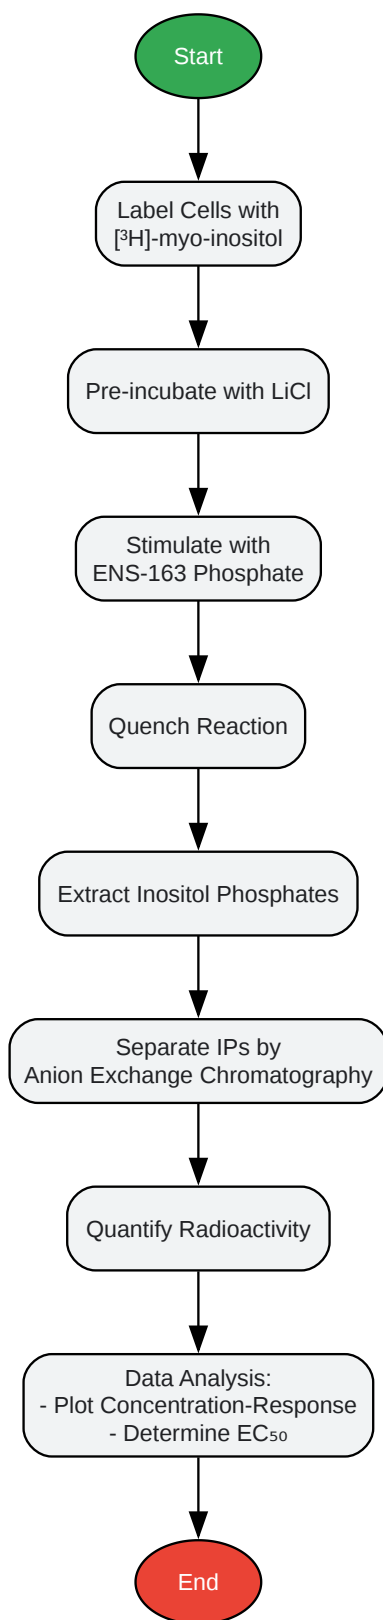 Start
Label Cells with
[³H]-myo-inositol
Pre-incubate with LiCl
Stimulate with
ENS-163 Phosphate
Quench Reaction
Extract Inositol Phosphates
Separate IPs by
Anion Exchange Chromatography
Quantify Radioactivity
Data Analysis:
- Plot Concentration-Response
- Determine EC₅₀
End